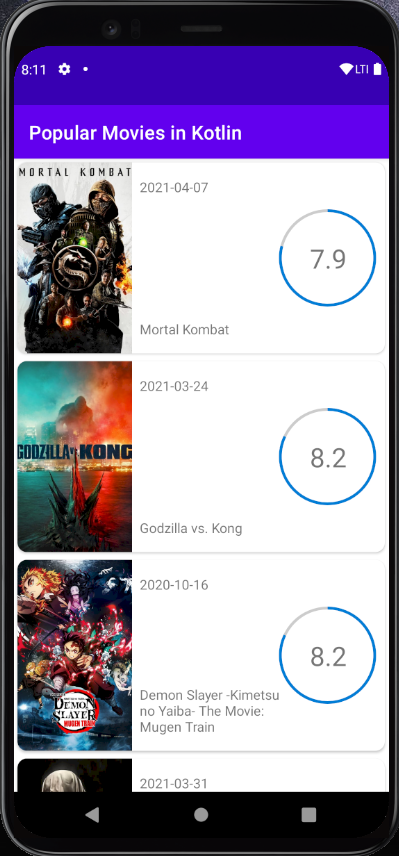 8:11
LTI
Popular Movies in Kotlin
MORTAL KOMBAT
2021-04-07
7.9
Mortal Kombat
GODZILLA VS. KONG
2021-03-24
8.2
Godzilla vs. Kong
2020-10-16
8.2
DEMON
SLAYER
MUGEN TRAIN
Demon Slayer -Kimetsu
no Yaiba- The Movie:
Mugen Train
2021-03-31